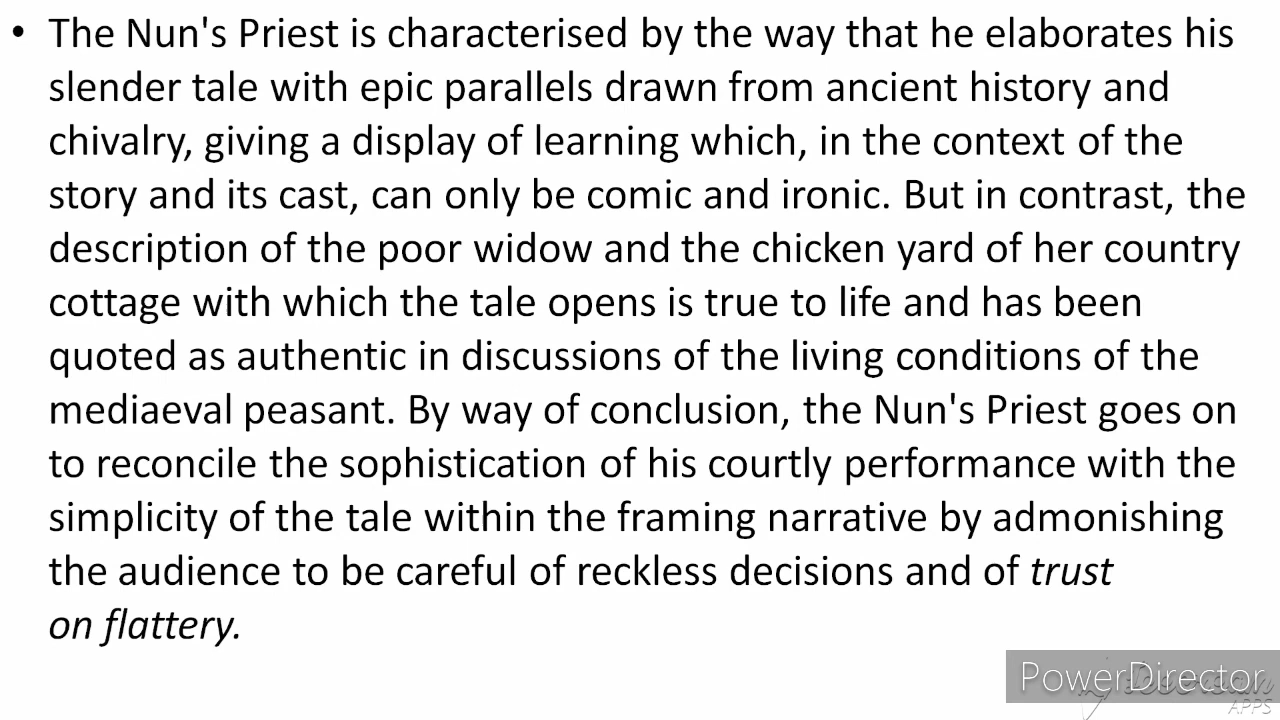 • The Nun's Priest is characterised by the way that he elaborates his
slender tale with epic parallels drawn from ancient history and
chivalry, giving a display of learning which, in the context of the
story and its cast, can only be comic and ironic. But in contrast, the
description of the poor widow and the chicken yard of her country
cottage with which the tale opens is true to life and has been
quoted as authentic in discussions of the living conditions of the
mediaeval peasant. By way of conclusion, the Nun's Priest goes on
to reconcile the sophistication of his courtly performance with the
simplicity of the tale within the framing narrative by admonishing
the audience to be careful of reckless decisions and of trust
on flattery.
PowerDirector
APPS